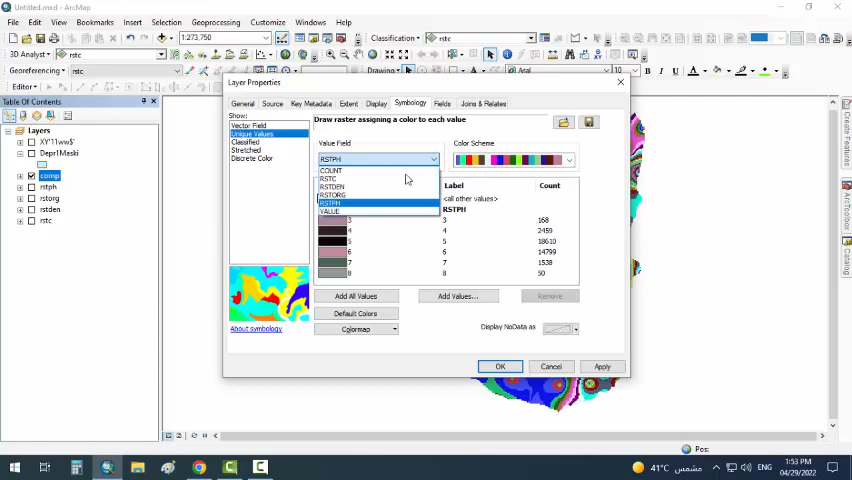 Untitled.mxd - ArcMap
File Edit View Bookmarks Insert Selection Geoprocessing Customize Windows Help
1:273,750
Classification rstc
3D Analyst rstc
Georeferencing rstc
Drawing
Arial
10
B I U A
Editor
Table Of Contents
Layers
XY'11ww$'
Depr1Maski
comp
rstph
rstorg
rstden
rstc
Layer Properties
General Source Key Metadata Extent Display Symbology Fields Joins & Relates
Show:
Vector Field
Unique Values
Classified
Stretched
Discrete Color
About symbology
Draw raster assigning a color to each value
Value Field
RSTPH
COUNT
RSTC
RSTDEN
RSTORG
RSTPH
VALUE
Color Scheme
Label Count
<all other values>
RSTPH
3 3 168
4 4 2459
5 5 18610
6 6 14799
7 7 1538
8 8 50
Add All Values Add Values... Remove
Default Colors
Colormap
Display NoData as
OK Cancel Apply
Create Features
ArcToolbox
Catalog
Pos:
41°C مشمس
ENG
1:53 PM
04/29/2022